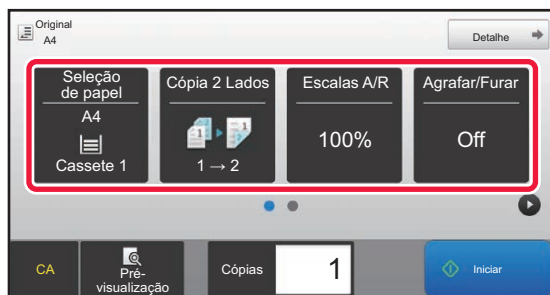 Original
A4
Detalhe
Seleção
de papel
A4
Cassete 1
Cópia 2 Lados
1 → 2
Escalas A/R
100%
Agrafar/Furar
Off
CA
Pré-
visualização
Cópias
1
Iniciar